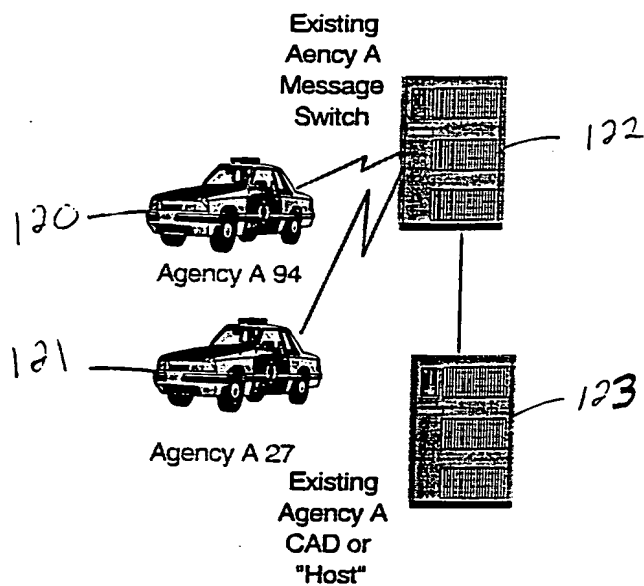 Existing
Aency A
Message
Switch
122
120
Agency A 94
121
Agency A 27
123
Existing
Agency A
CAD or
"Host"